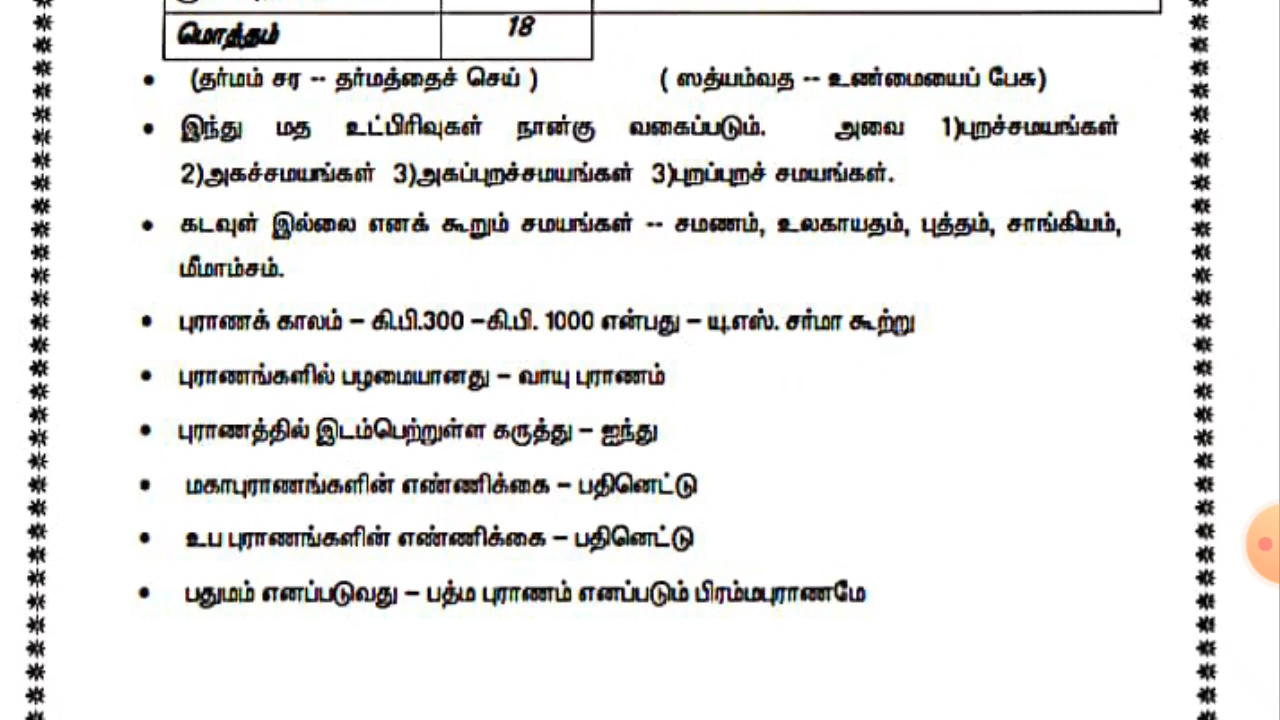 மொத்தம் 18
• (தர்மம் சர -- தர்மத்தைச் செய் ) ( ஸத்யம்வத -- உண்மையைப் பேசு)
• இந்து மத உட்பிரிவுகள் நான்கு வகைப்படும். அவை 1)புறச்சமயங்கள்
2)அகச்சமயங்கள் 3)அகப்புறச்சமயங்கள் 3)புறப்புறச் சமயங்கள்.
• கடவுள் இல்லை எனக் கூறும் சமயங்கள் -- சமணம், உலகாயதம், புத்தம், சாங்கியம்,
மீமாம்சம்.
• புராணக் காலம் – கி.பி.300 –கி.பி. 1000 என்பது – யு.எஸ். சர்மா கூற்று
• புராணங்களில் பழமையானது – வாயு புராணம்
• புராணத்தில் இடம்பெற்றுள்ள கருத்து – ஐந்து
• மகாபுராணங்களின் எண்ணிக்கை – பதினெட்டு
• உப புராணங்களின் எண்ணிக்கை – பதினெட்டு
• பதுமம் எனப்படுவது – பத்ம புராணம் எனப்படும் பிரம்மபுராணமே